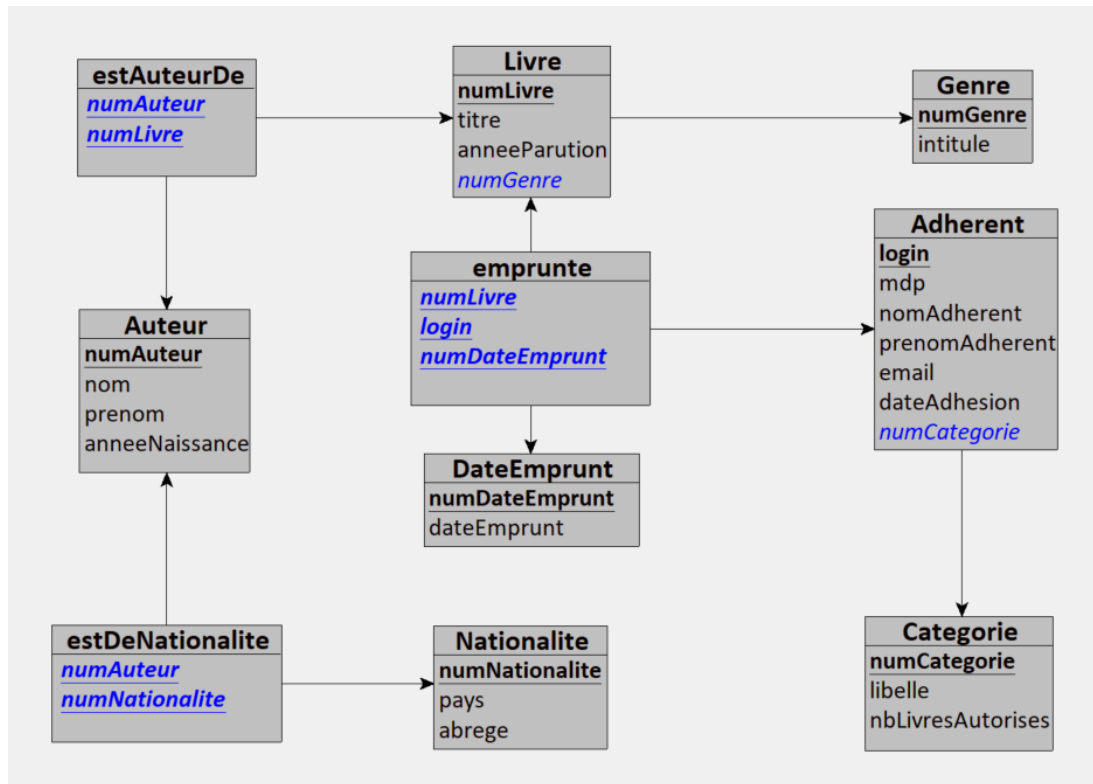 estAuteurDe
numAuteur
numLivre
Livre
numLivre
titre
anneeParution
numGenre
Genre
numGenre
intitule
Adherent
login
mdp
nomAdherent
prenomAdherent
email
dateAdhesion
numCategorie
emprunte
numLivre
login
numDateEmprunt
Auteur
numAuteur
nom
prenom
anneeNaissance
DateEmprunt
numDateEmprunt
dateEmprunt
estDeNationalite
numAuteur
numNationalite
Nationalite
numNationalite
pays
abrege
Categorie
numCategorie
libelle
nbLivresAutorises